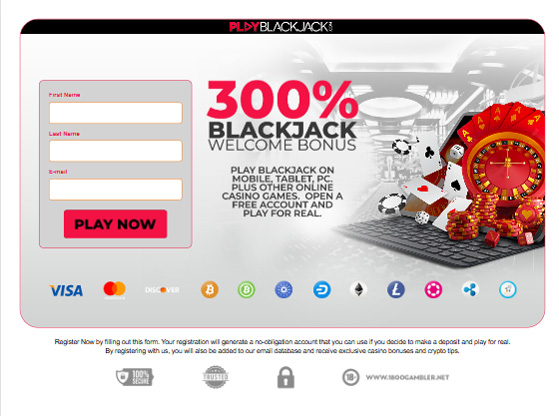 PLAYBLACKJACK
First Name
300%
BLACKJACK
WELCOME BONUS
Last Name
PLAY BLACKJACK ON
MOBILE, TABLET, PC.
PLUS OTHER ONLINE
CASINO GAMES. OPEN A
FREE ACCOUNT AND
PLAY FOR REAL.
E-mail
PLAY NOW
VISA
DISCOVER
Register Now by filling out this form. Your registration will generate a no-obligation account that you can use if you decide to make a deposit and play for real.
By registering with us, you will also be added to our email database and receive exclusive casino bonuses and crypto tips.
100%
SECURE
TRUSTED
18+
WWW.1800GAMBLER.NET